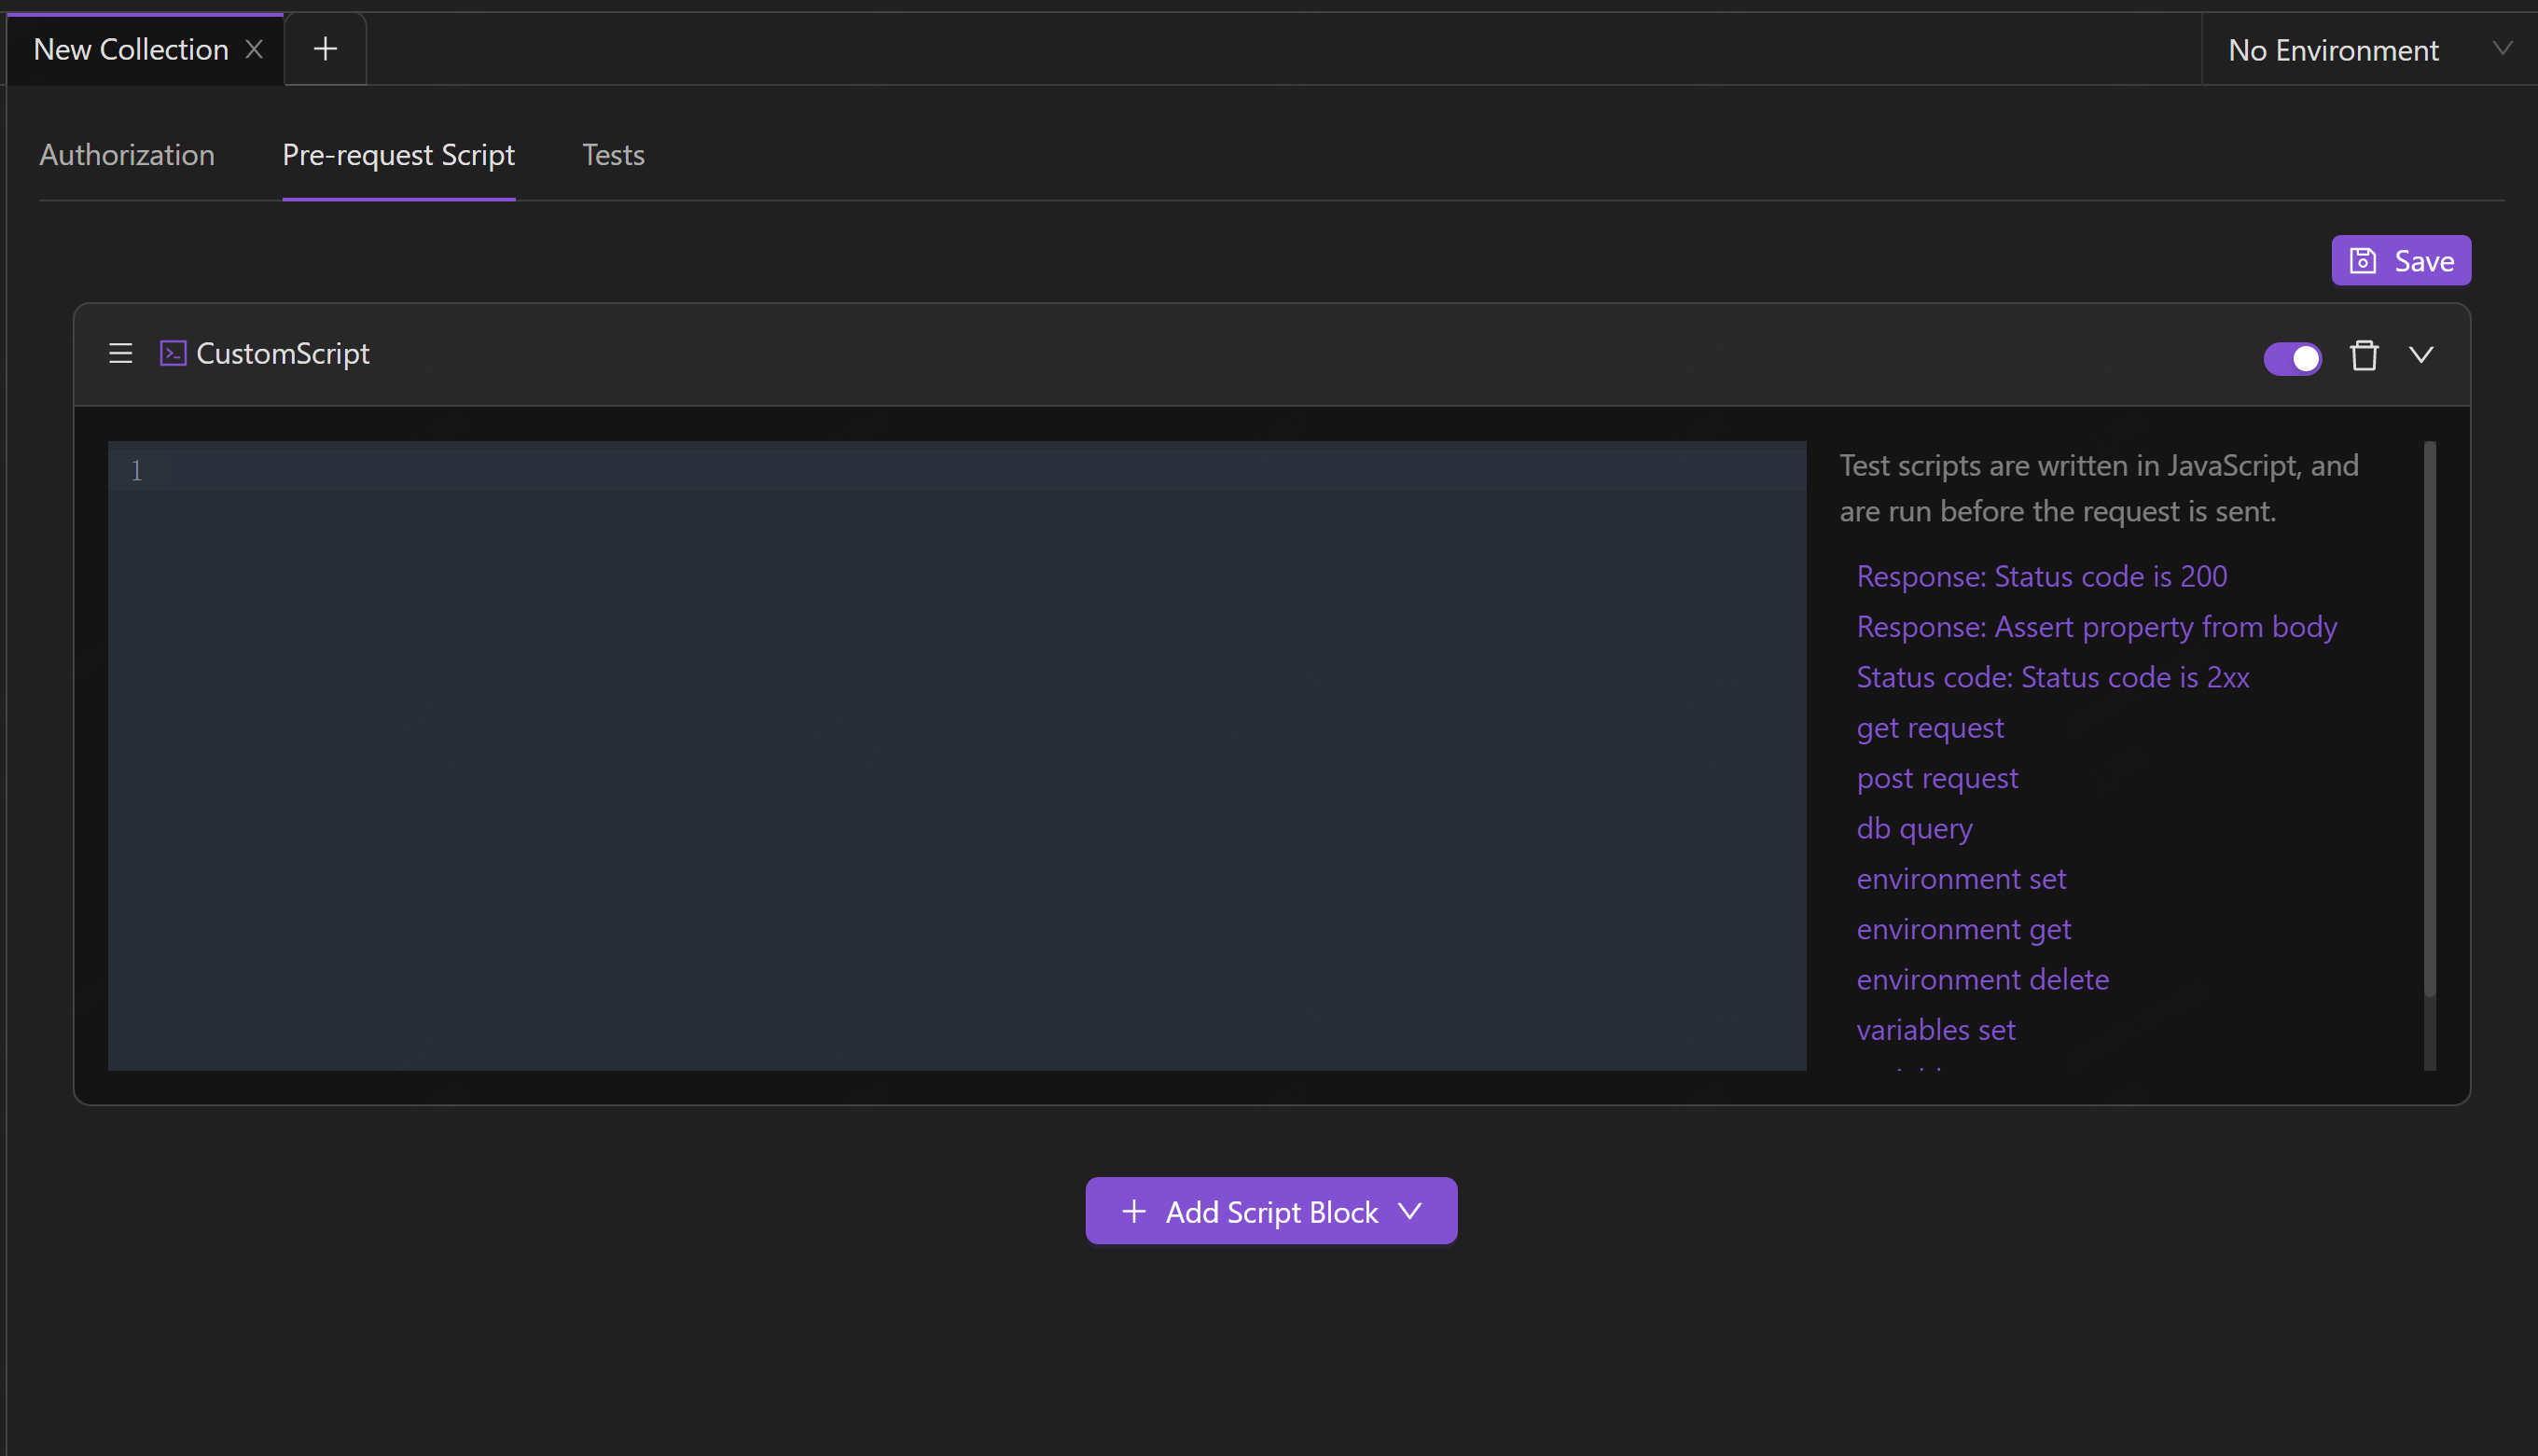 New Collection
No Environment
Authorization
Pre-request Script
Tests
Save
CustomScript
1
Test scripts are written in JavaScript, and
are run before the request is sent.
Response: Status code is 200
Response: Assert property from body
Status code: Status code is 2xx
get request
post request
db query
environment set
environment get
environment delete
variables set
Add Script Block